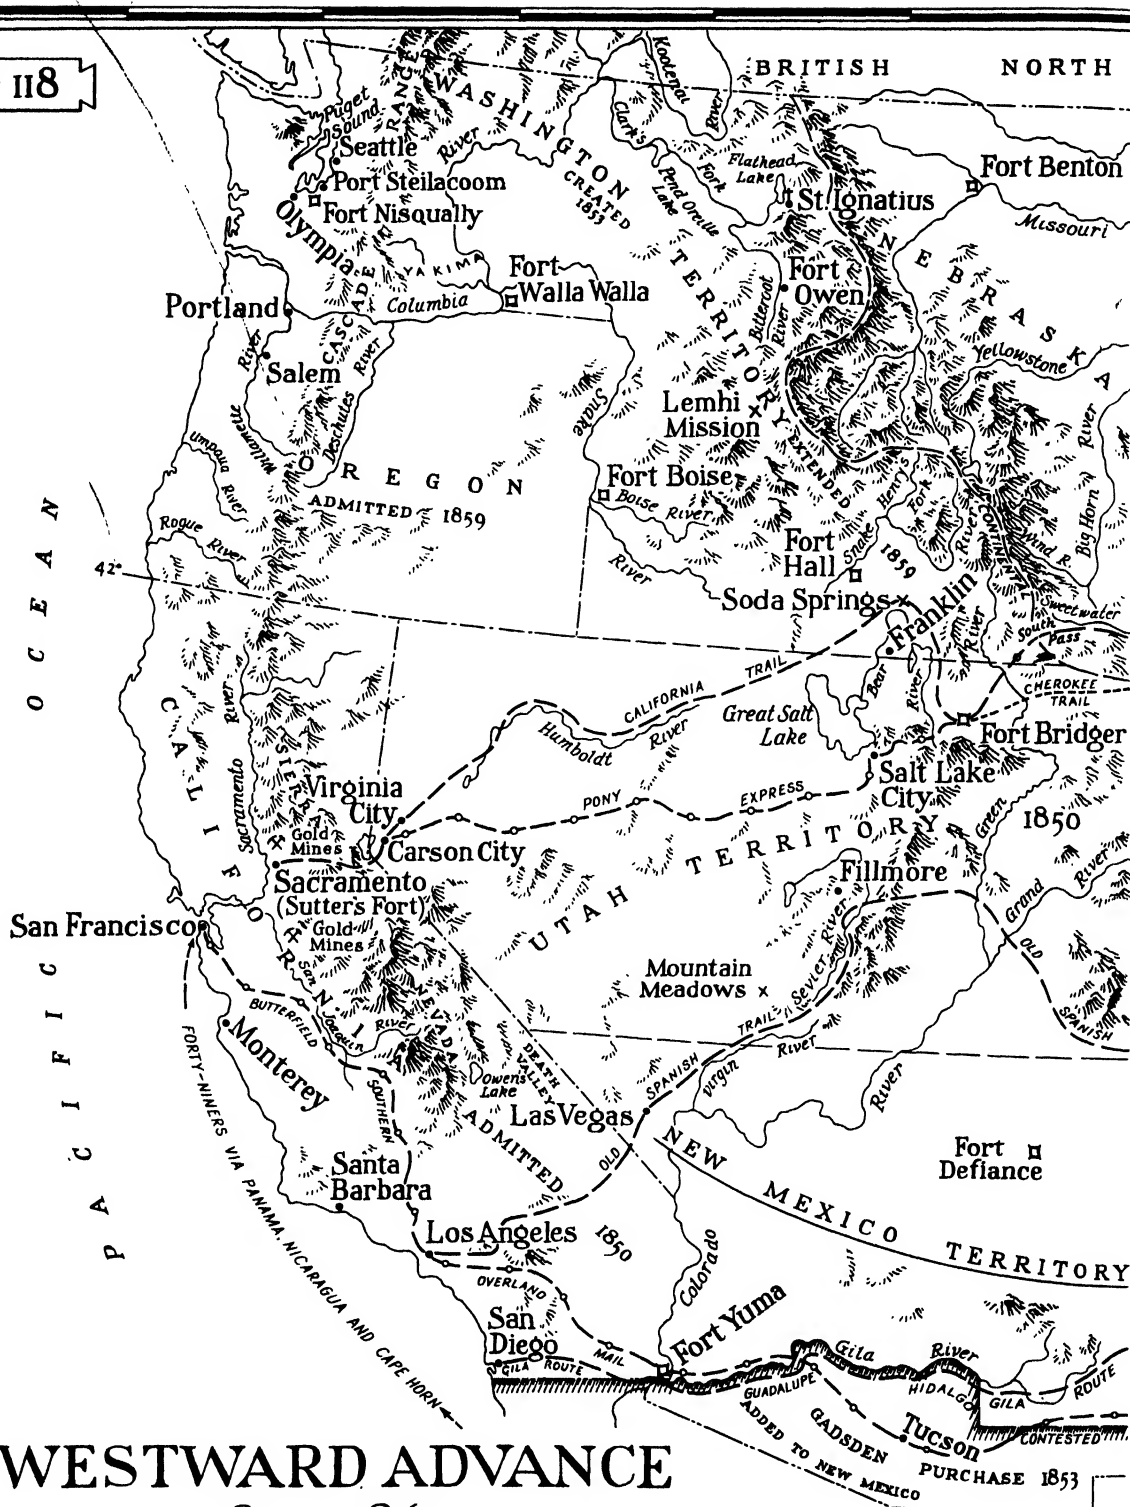 118
BRITISH NORTH
WASHINGTON
CREATED
1853
TERRITORY
EXTENDED
1859
Puget
Sound
CASCADE
RANGE
Seattle
Port Steilacoom
Fort Nisqually
Olympia
River
Kootenai
River
Clark's
Fork
Pend Oreille
Lake
Flathead
Lake
St. Ignatius
Fort Benton
Missouri
NEBRASKA
Fort
Owen
Bitteroot
River
YAKIMA
Fort
Walla Walla
Columbia
Portland
Salem
River
Willamette
Deschutes River
Snake
Yellowstone
Lemhi
Mission
Umpqua
River
OREGON
ADMITTED 1859
Fort Boise
Boise River
Rogue
River
42°
River
Snake
Henry's
Fork
Fort
Hall
Soda Springs
Franklin
River
CONTINENTAL
Wind R.
Big Horn
River
Sweetwater
South
Pass
River
Bear
River
CHEROKEE
TRAIL
Fort Bridger
CALIFORNIA TRAIL
Humboldt
River
Great Salt
Lake
Salt Lake
City
PONY EXPRESS
UTAH TERRITORY
1850
Green
Grand River
Fillmore
Sevier River
Mountain
Meadows
OLD
SPANISH
TRAIL
SPANISH
OLD
Virgin River
River
PACIFIC OCEAN
CALIFORNIA
ADMITTED
1850
Sacramento
River
SIERRA
NEVADA
Virginia
City
Gold
Mines
Carson City
Sacramento
(Sutter's Fort)
Gold
Mines
San Francisco
San
Joaquin
River
BUTTERFIELD
SOUTHERN
OVERLAND
MAIL
Monterey
Owens
Lake
DEATH
VALLEY
Las Vegas
Santa
Barbara
Los Angeles
San
Diego
GILA ROUTE
FORTY-NINERS VIA PANAMA, NICARAGUA AND CAPE HORN
NEW MEXICO TERRITORY
Fort
Defiance
Colorado
Fort Yuma
Gila River
GUADALUPE
HIDALGO
GILA ROUTE
Tucson
CONTESTED
GADSDEN
PURCHASE 1853
ADDED TO NEW MEXICO
WESTWARD ADVANCE